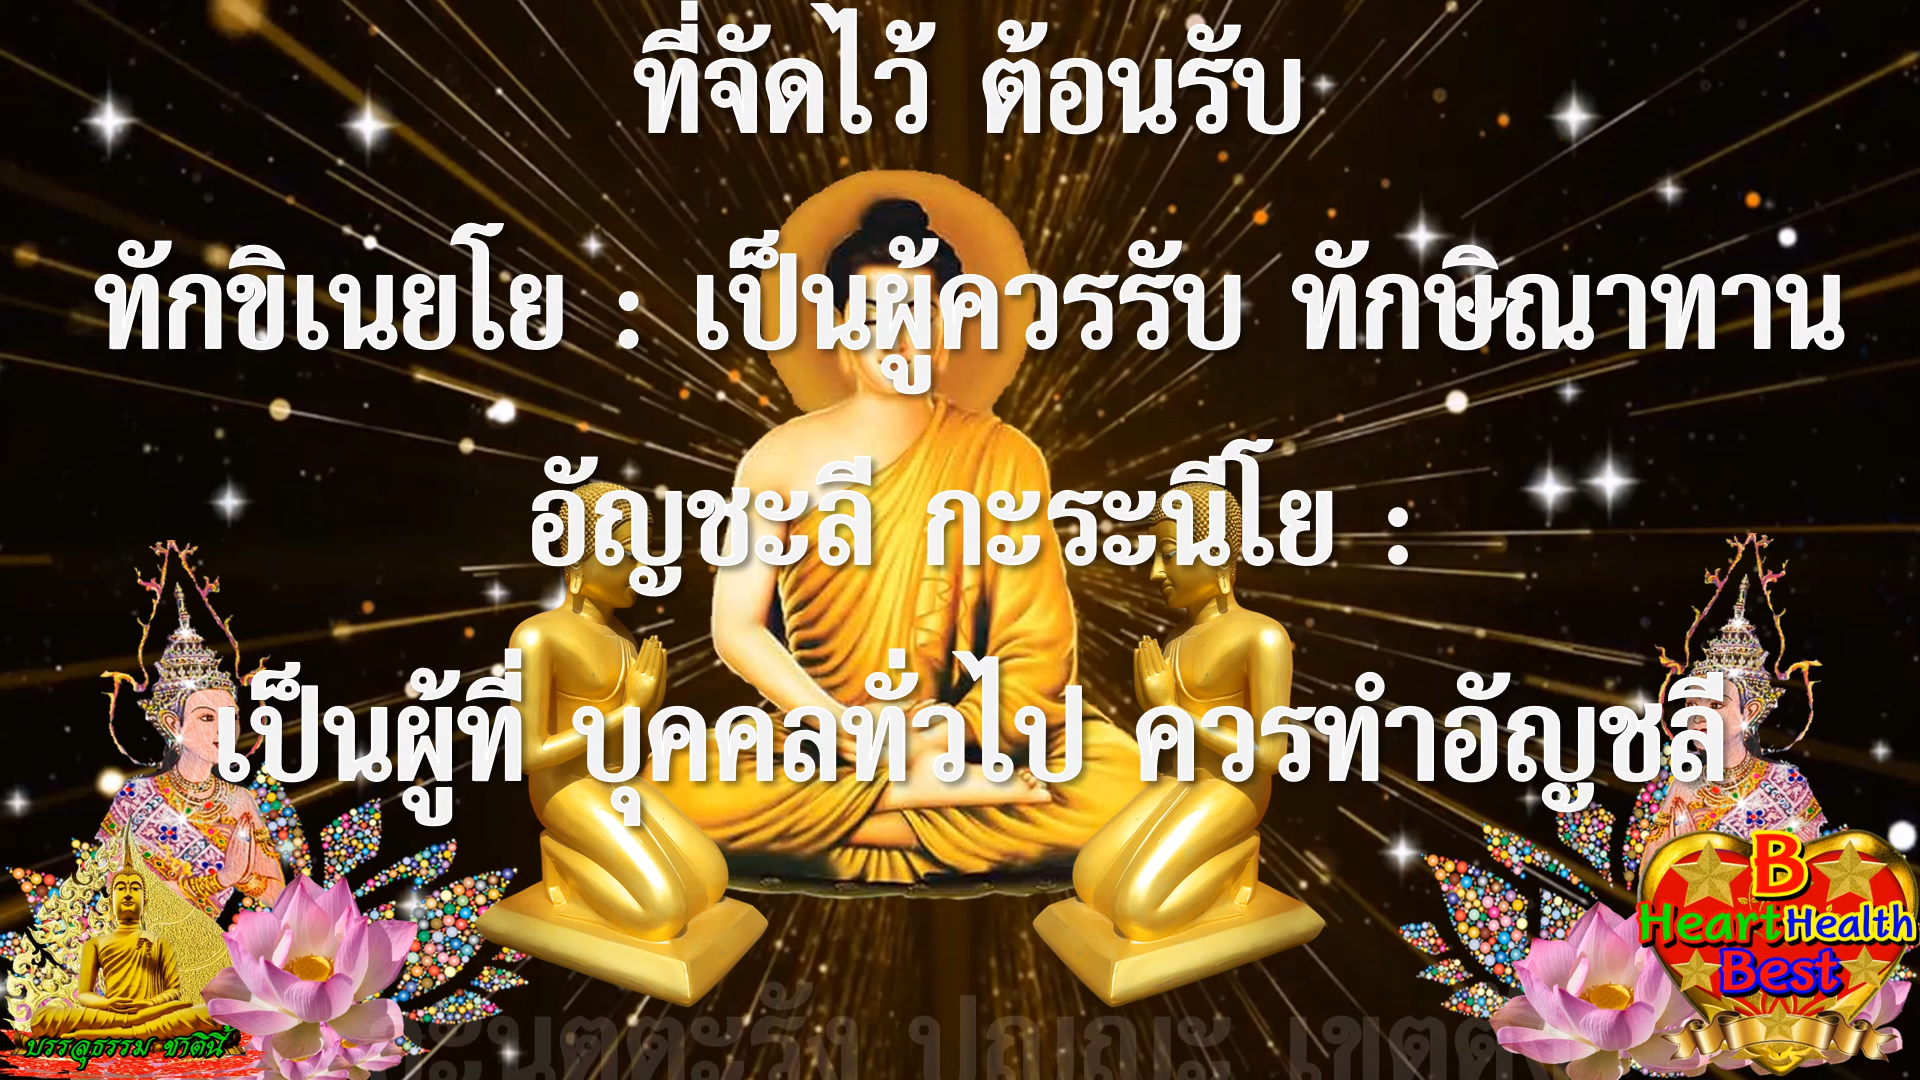 ที่จัดไว้ ต้อนรับ
ทักขิเนยโย : เป็นผู้ควรรับ ทักษิณาทาน
อัญชะลี กะระนีโย :
เป็นผู้ที่ บุคคลทั่วไป ควรทำอัญชลี
บรรลุธรรม ชาตินี้
B
Heart Health
Best